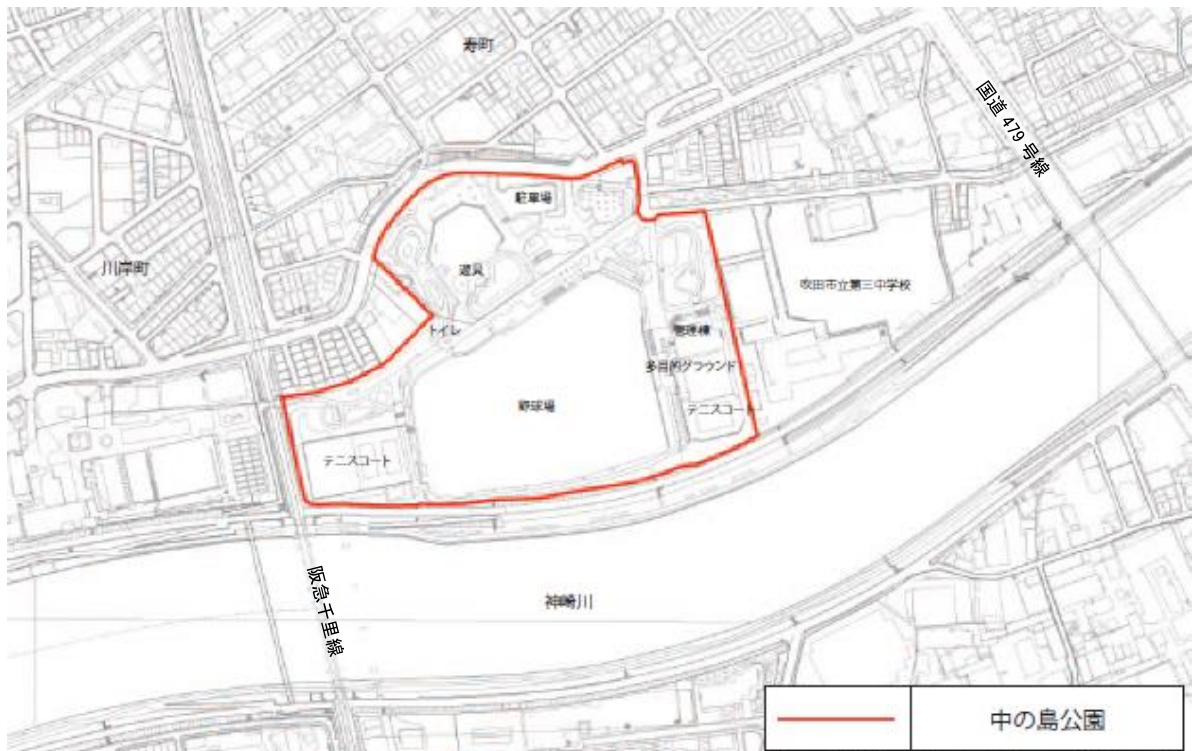 寿町
国道 479 号線
駐車場
川岸町
遊具
吹田市立第三中学校
トイレ
管理棟
多目的グラウンド
野球場
テニスコート
テニスコート
阪急千里線
神崎川
中の島公園